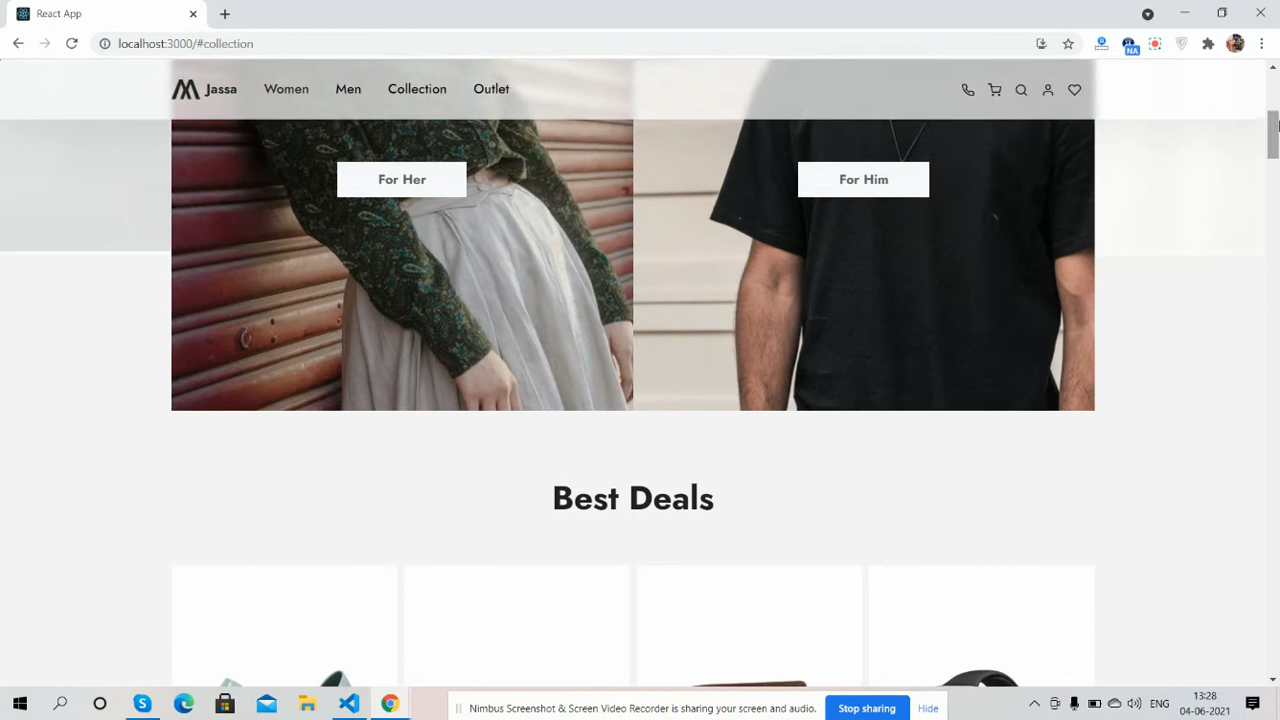 React App
localhost:3000/#collection
NA
Jassa Women Men Collection Outlet
For Her For Him
Best Deals
Nimbus Screenshot & Screen Video Recorder is sharing your screen and audio. Stop sharing Hide
ENG
13:28
04-06-2021